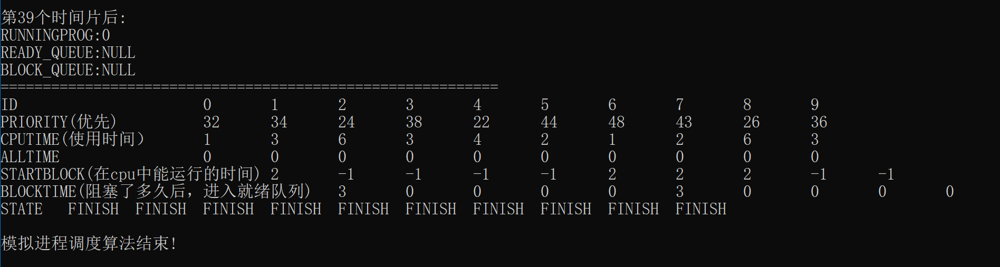 第39个时间片后:
RUNNINGPROG:0
READY_QUEUE:NULL
BLOCK_QUEUE:NULL
===========================================================
ID 0 1 2 3 4 5 6 7 8 9
PRIORITY(优先) 32 34 24 38 22 44 48 43 26 36
CPUTIME(使用时间） 1 3 6 3 4 2 1 2 6 3
ALLTIME 0 0 0 0 0 0 0 0 0 0
STARTBLOCK(在cpu中能运行的时间) 2 -1 -1 -1 -1 2 2 2 -1 -1
BLOCKTIME(阻塞了多久后，进入就绪队列) 3 0 0 0 0 3 0 0 0 0
STATE FINISH FINISH FINISH FINISH FINISH FINISH FINISH FINISH FINISH FINISH
模拟进程调度算法结束!